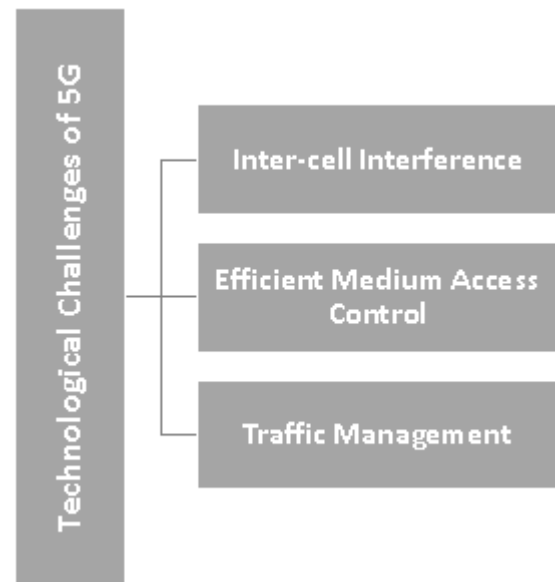 Technological Challenges of 5G
Inter-cell Interference
Efficient Medium Access
Control
Traffic Management